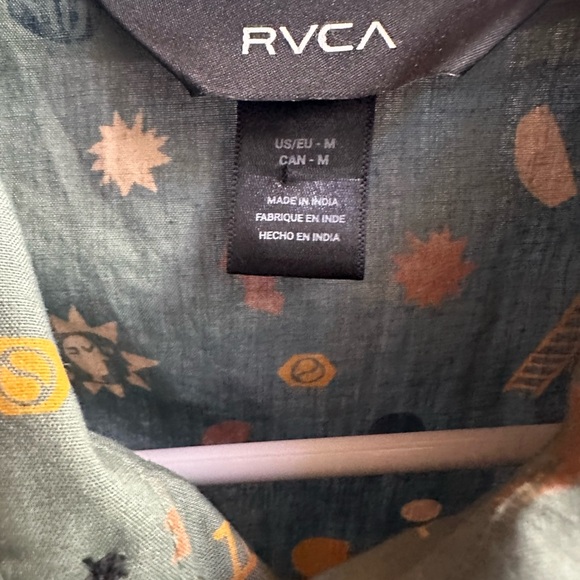 RVCA
US/EU - M
CAN - M
MADE IN INDIA
FABRIQUE EN INDE
HECHO EN INDIA